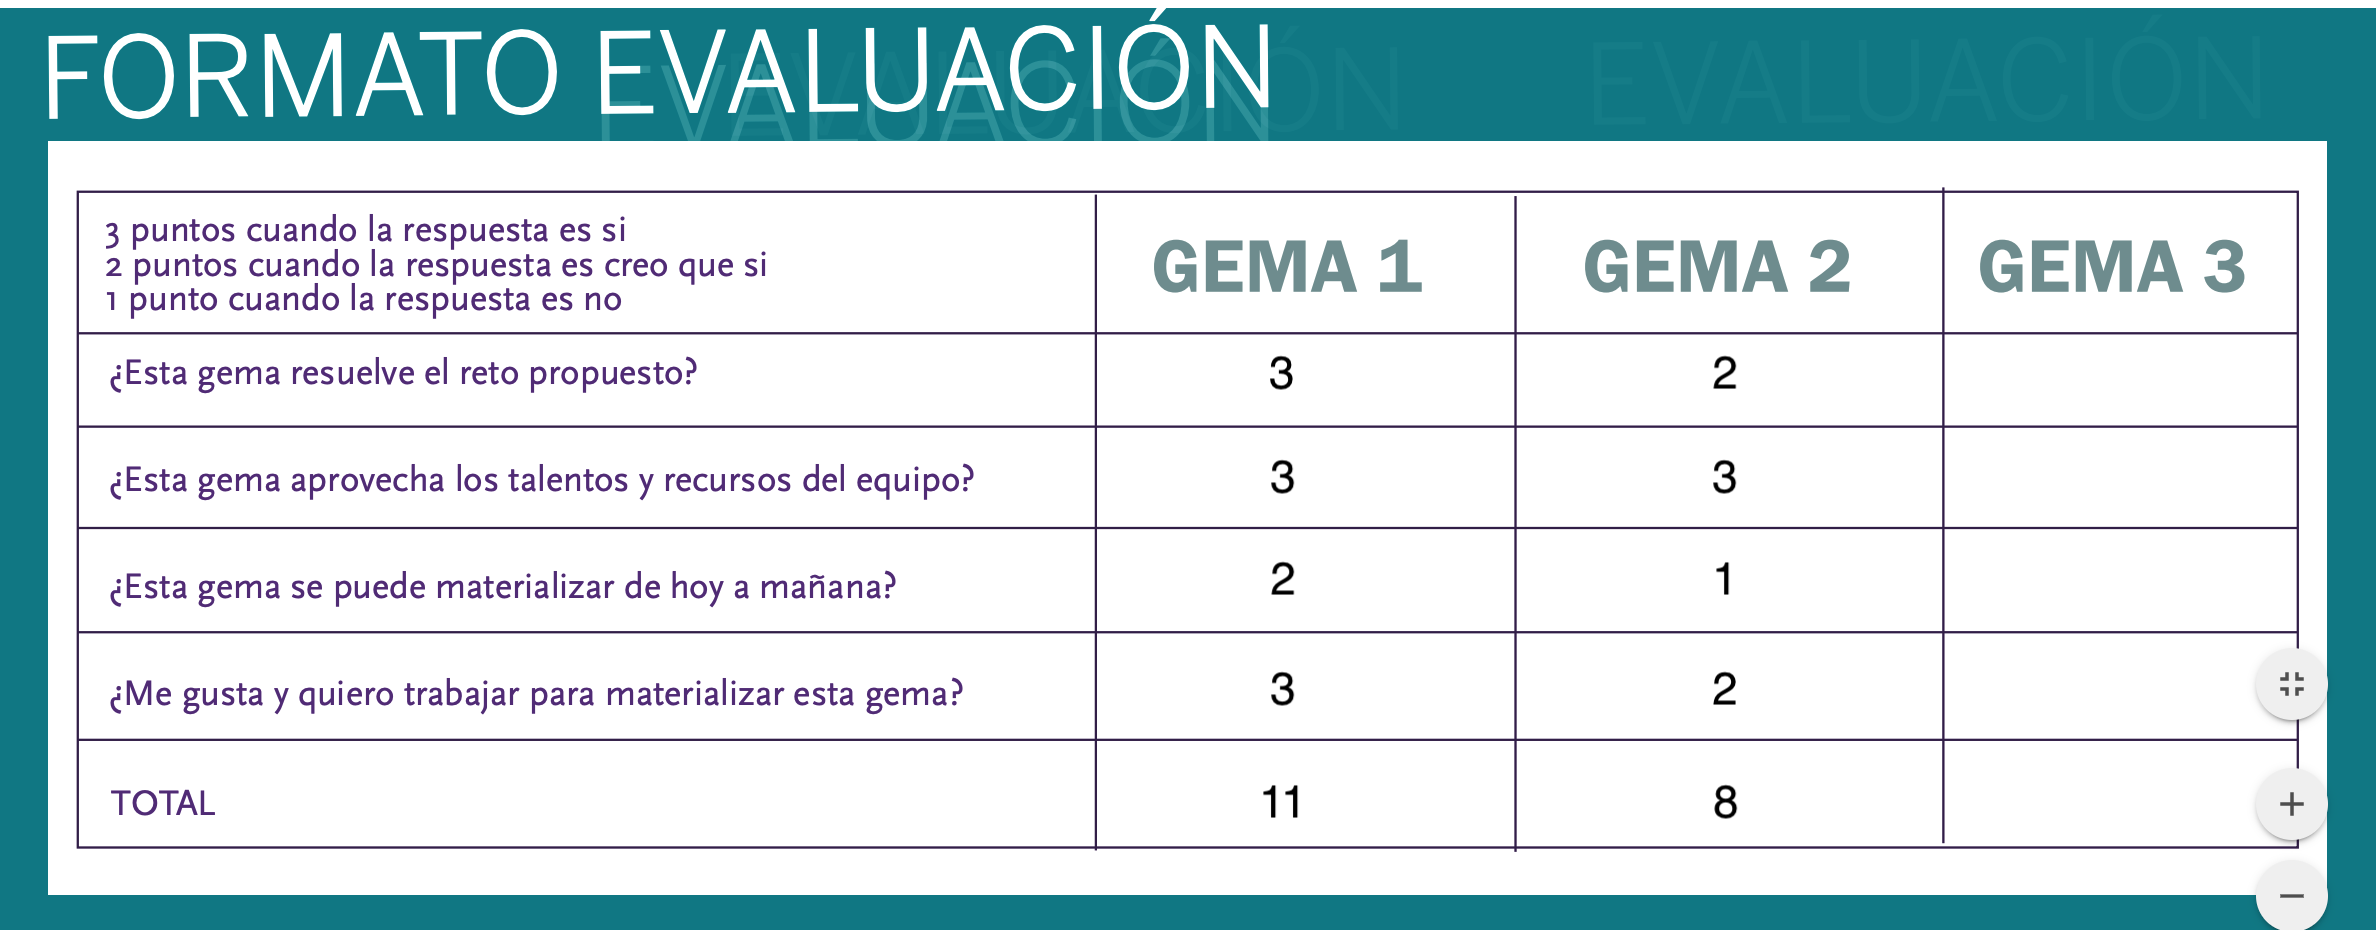 FORMATO EVALUACIÓN
EVALUACIÓN
EVALUACIÓN
3 puntos cuando la respuesta es si
2 puntos cuando la respuesta es creo que si
1 punto cuando la respuesta es no
GEMA 1
GEMA 2
GEMA 3
¿Esta gema resuelve el reto propuesto?
3
2
¿Esta gema aprovecha los talentos y recursos del equipo?
3
3
¿Esta gema se puede materializar de hoy a mañana?
2
1
¿Me gusta y quiero trabajar para materializar esta gema?
3
2
TOTAL
11
8